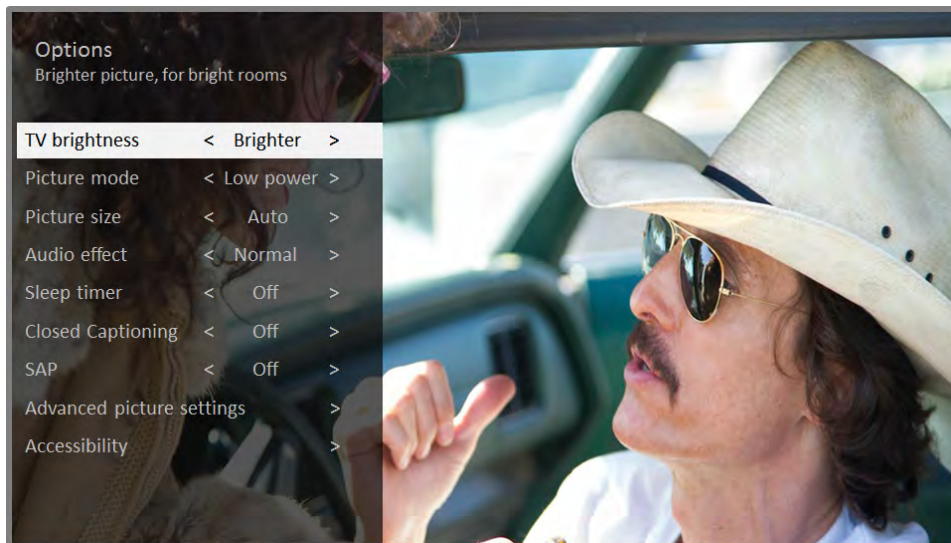 Options
Brighter picture, for bright rooms
TV brightness < Brighter >
Picture mode < Low power >
Picture size < Auto >
Audio effect < Normal >
Sleep timer < Off >
Closed Captioning < Off >
SAP < Off >
Advanced picture settings >
Accessibility >